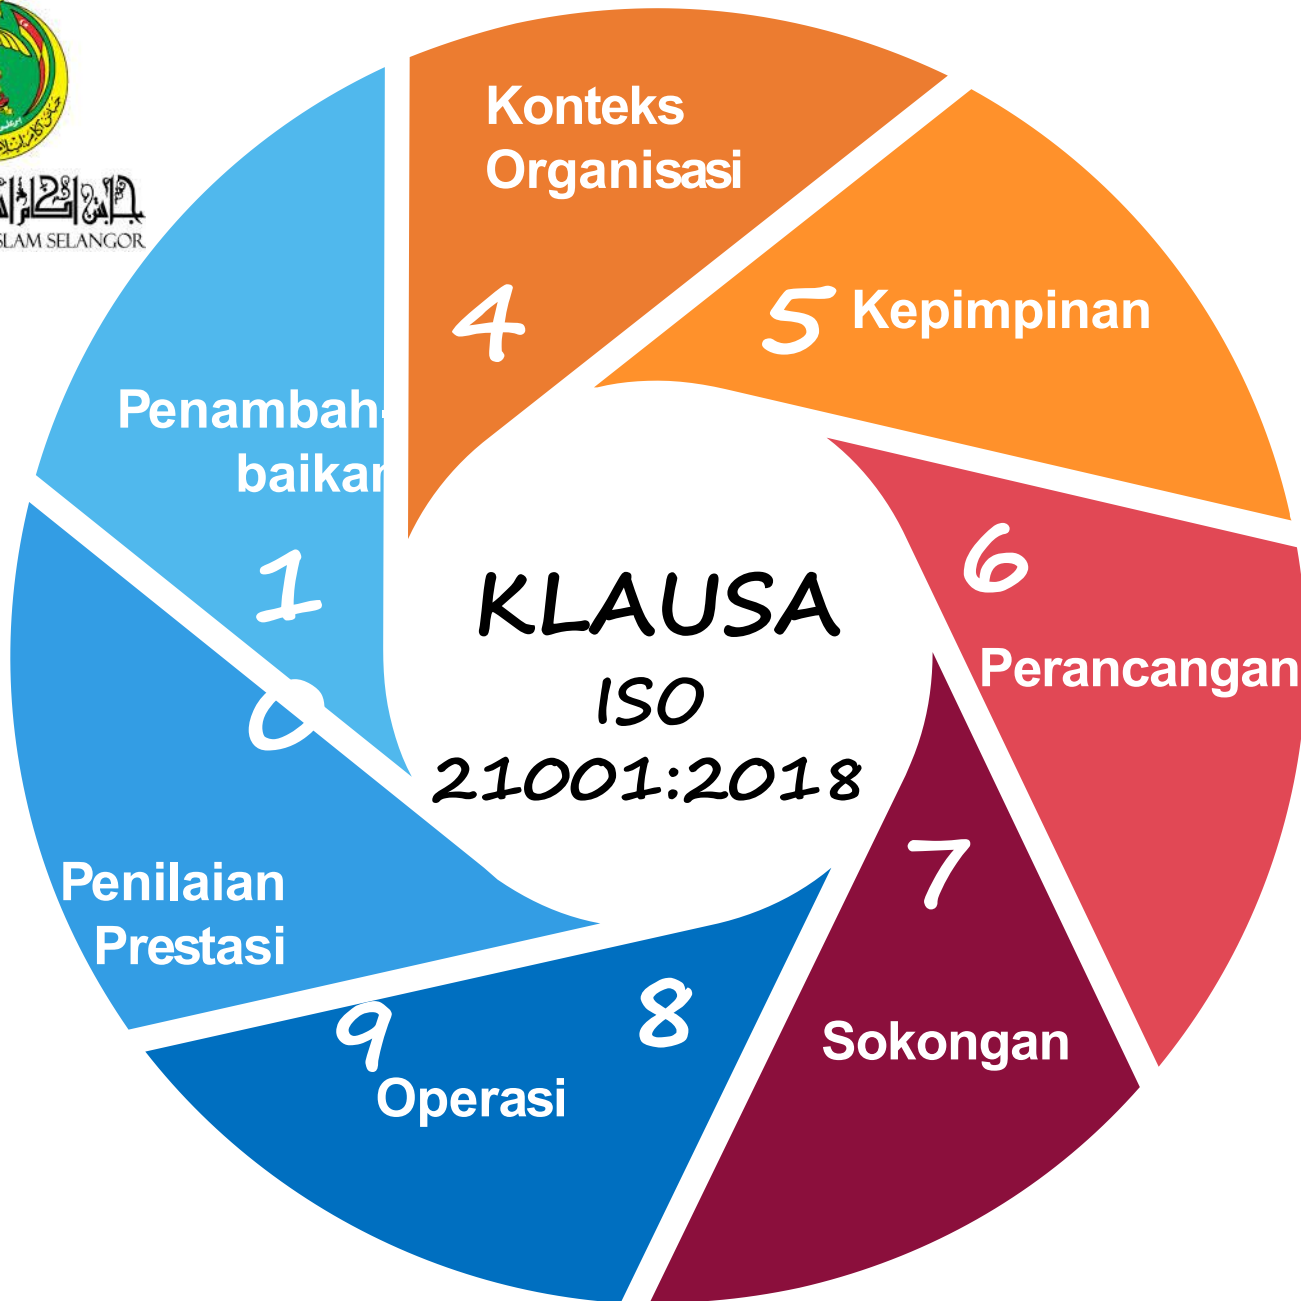 SLAM SELANGOR
Konteks
Organisasi
4
5 Kepimpinan
6
Perancangan
7
Sokongan
8
Operasi
9
Penilaian
Prestasi
Penambah-
baikan
1
0
KLAUSA
ISO
21001:2018